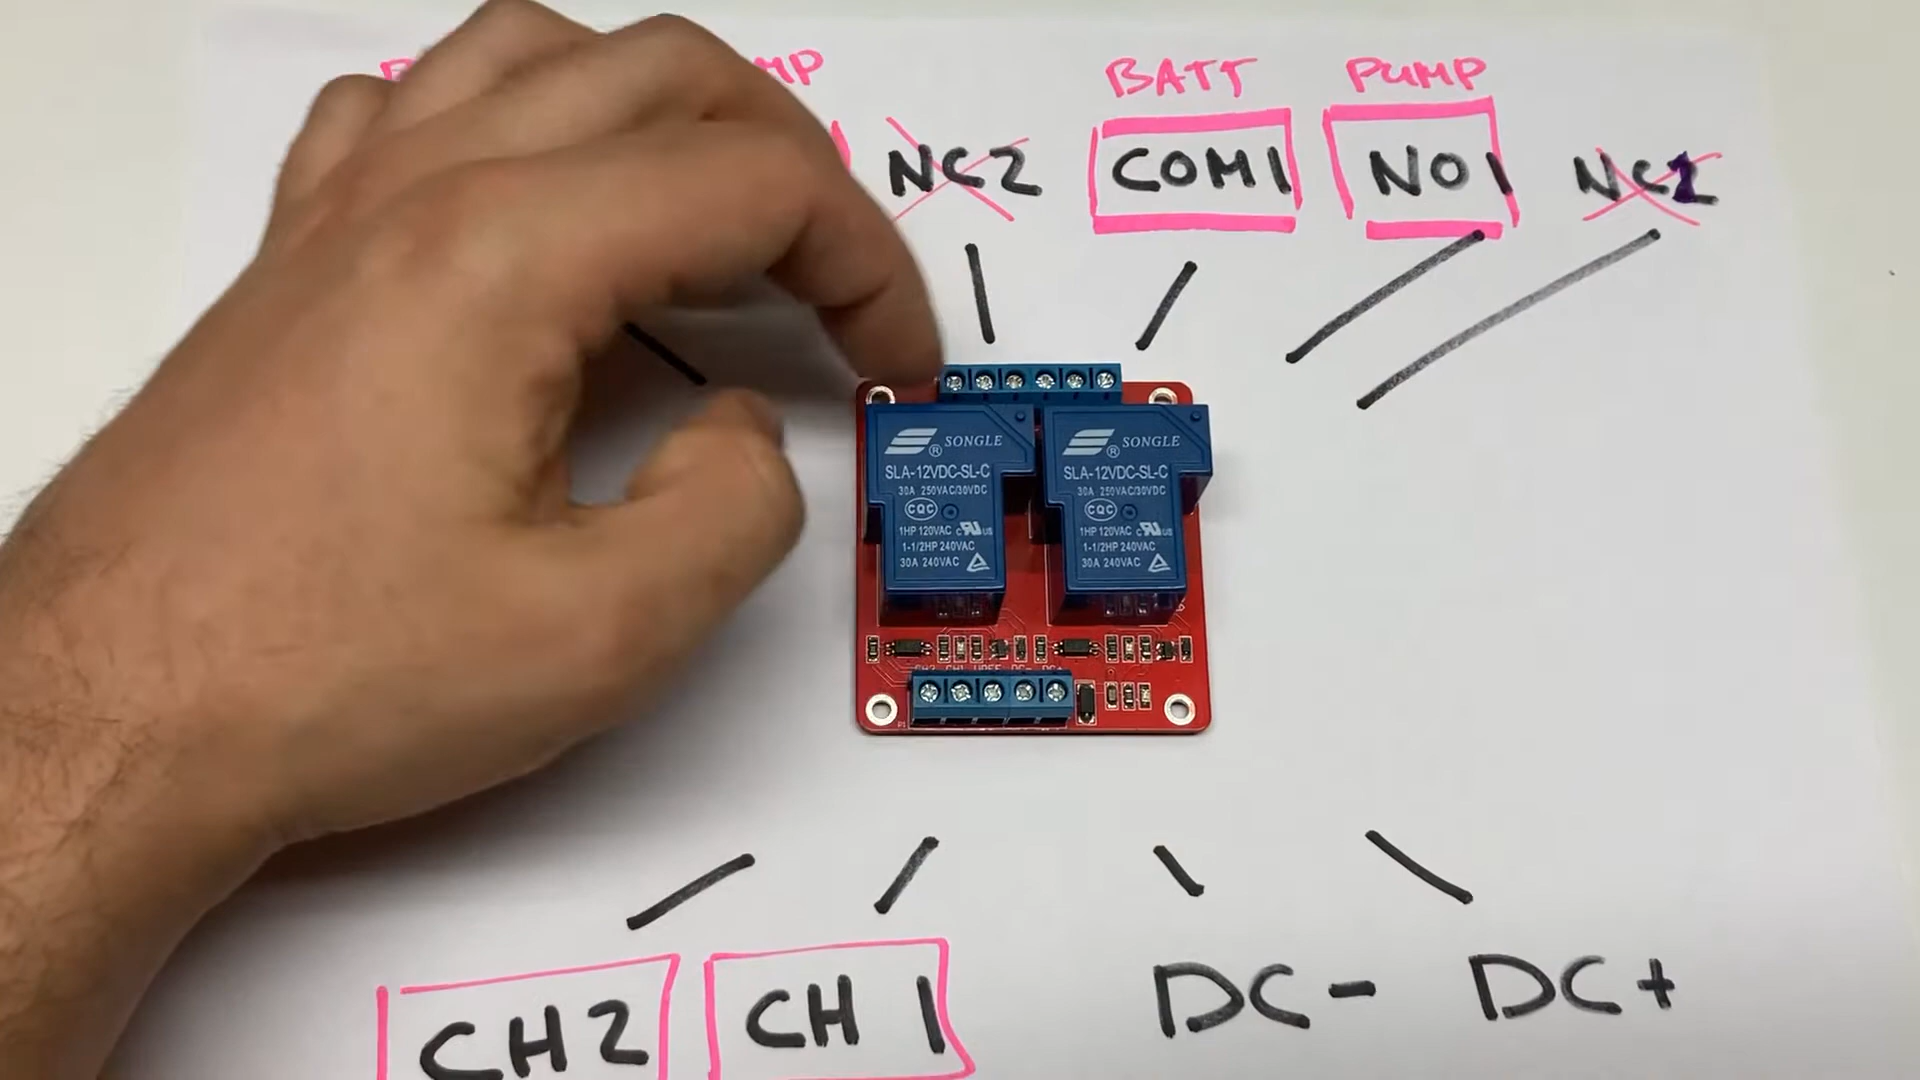 BATT PUMP
NC2 COM1 NO1 NC1
SONGLE SONGLE
SLA-12VDC-SL-C SLA-12VDC-SL-C
30A 250VAC/30VDC 30A 250VAC/30VDC
CQC CQC
1HP 120VAC 1HP 120VAC
1-1/2HP 240VAC 1-1/2HP 240VAC
30A 240VAC 30A 240VAC
CH2 CH1 DC- DC+